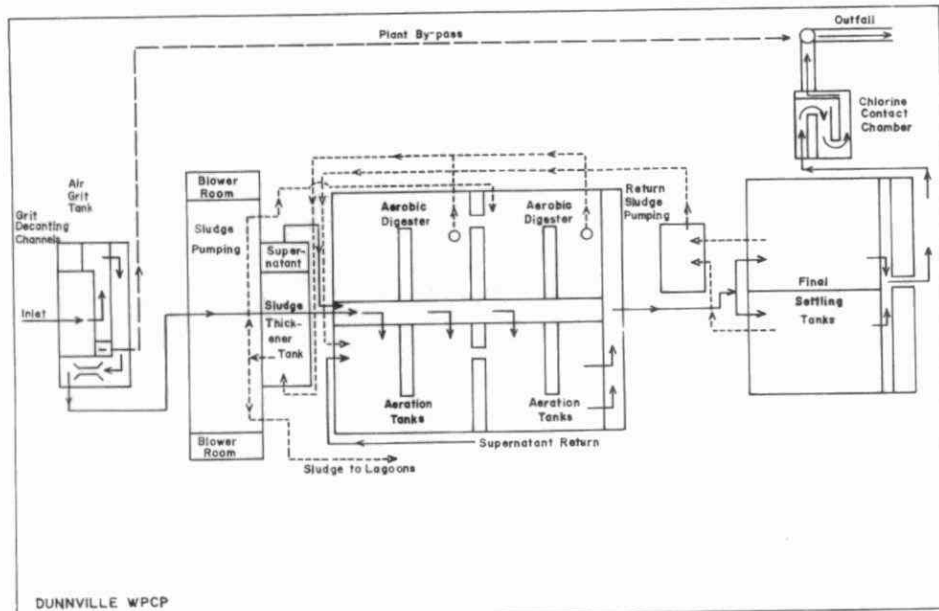 Outfall
Plant By-pass
Chlorine
Contact
Chamber
Air
Grit
Tank
Grit
Decanting
Channels
Inlet
Blower
Room
Sludge
Pumping
Super-
natant
Sludge
Thick-
ener
Tank
Blower
Room
Aerobic
Digester
Aerobic
Digester
Return
Sludge
Pumping
Final
Settling
Tanks
Aeration
Tanks
Aeration
Tanks
Supernatant Return
Sludge to Lagoons
DUNNVILLE WPCP